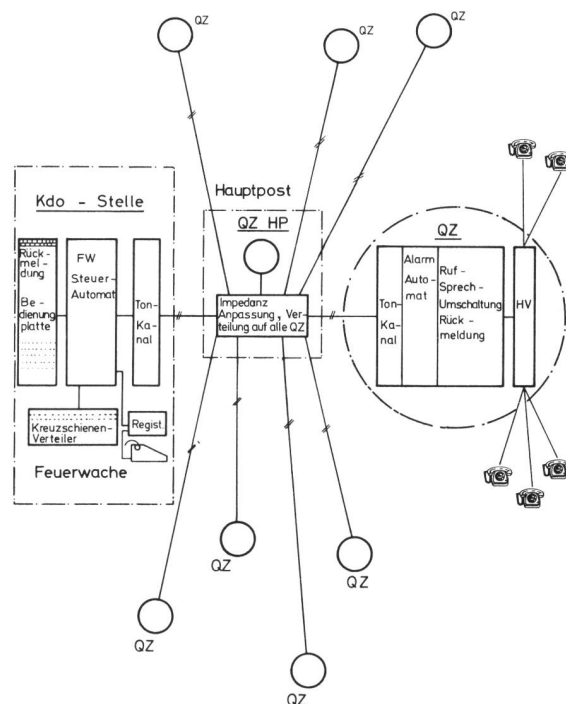 QZ
QZ
QZ
Kdo - Stelle
Rück-
mel-
dung
Be-
dienung
platte
FW
Steuer-
Automat
Ton-
Kanal
Kreuzschienen-
Verteiler
Regist.
Feuerwache
Hauptpost
QZ HP
Impedanz
Anpassung, Ver-
teilung auf alle QZ
QZ
Ton-
Kanal
Alarm
Auto-
mat
Ruf-
Sprech-
Umschaltung
Rück-
meldung
HV
QZ
QZ
QZ
QZ